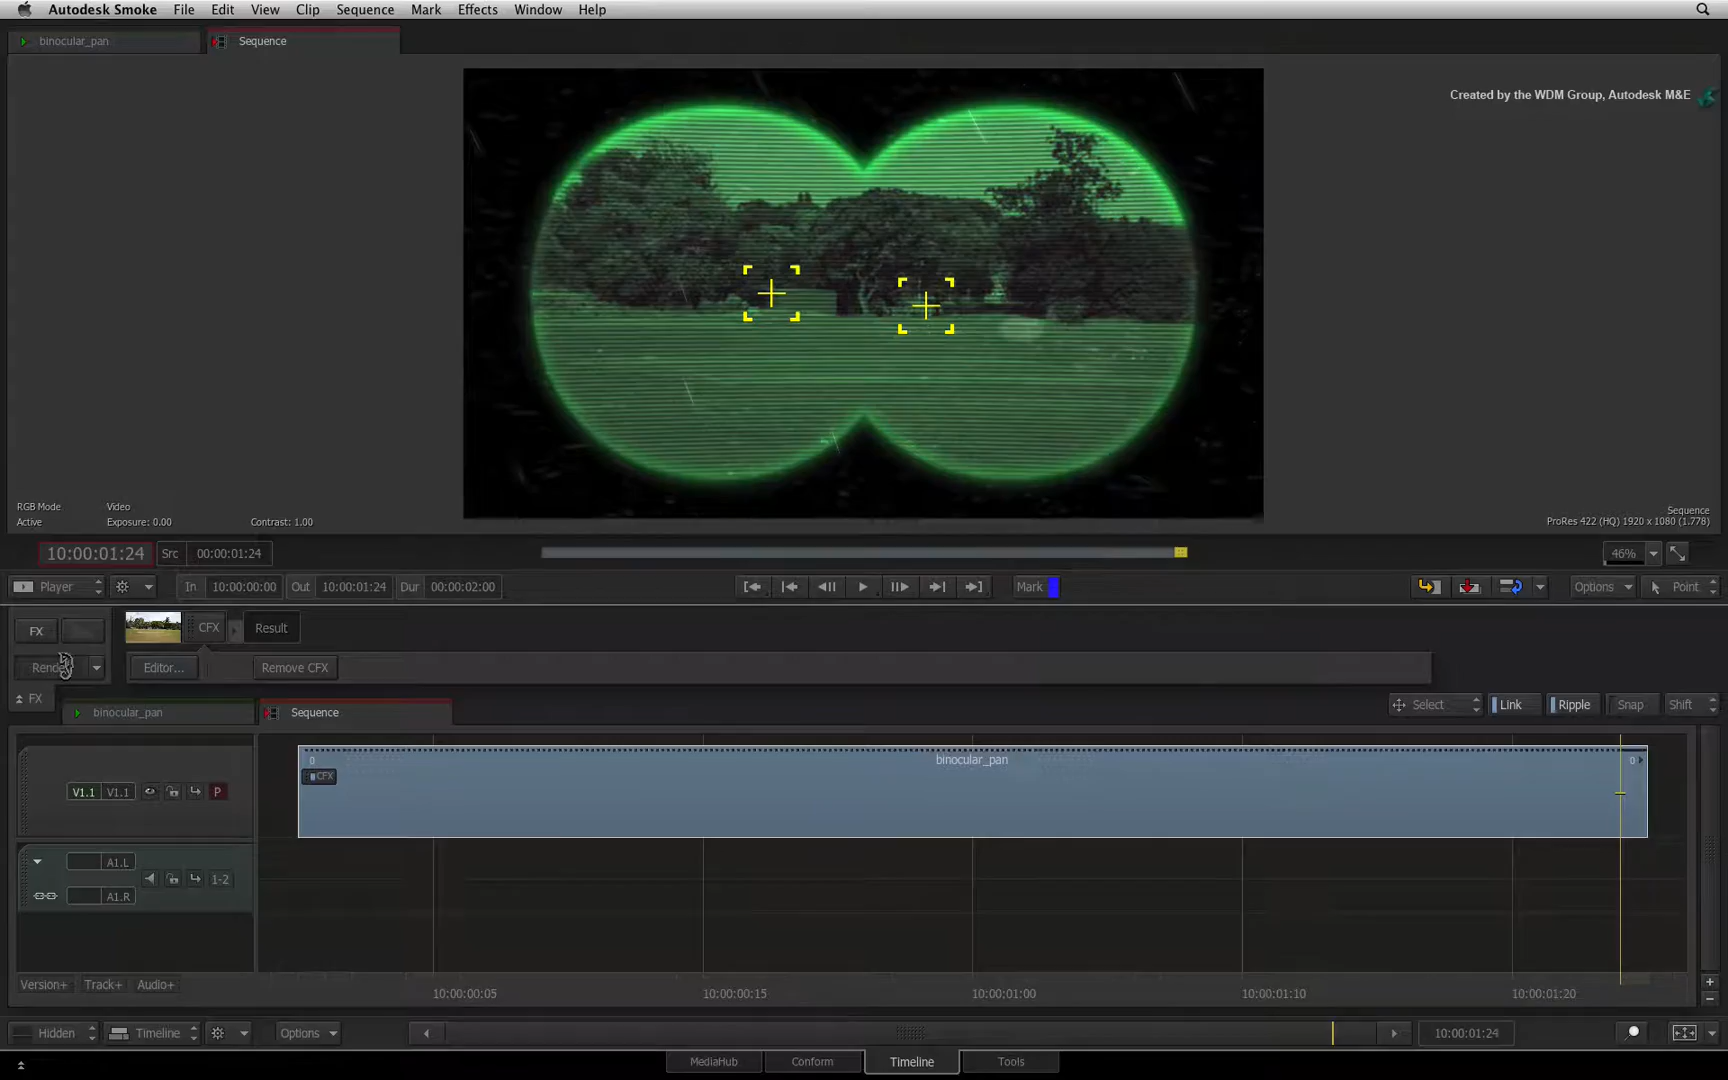 Autodesk Smoke File Edit View Clip Sequence Mark Effects Window Help
binocular_pan Sequence
Created by the WDM Group, Autodesk M&E
RGB Mode Video
Active Exposure: 0.00 Contrast: 1.00
Sequence
ProRes 422 (HQ) 1920 x 1080 (1.778)
10:00:01:24 Src 00:00:01:24 46%
Player In 10:00:00:00 Out 10:00:01:24 Dur 00:00:02:00 Mark Options Point
FX CFX Result
Editor... Remove CFX
FX
binocular_pan Sequence Select Link Ripple Snap Shift
0 binocular_pan 0
CFX
V1.1 V1.1 P
A1.L
1-2
A1.R
Version+ Track+ Audio+
10:00:00:05 10:00:00:15 10:00:01:00 10:00:01:10 10:00:01:20
Hidden Timeline Options 10:00:01:24
MediaHub Conform Timeline Tools